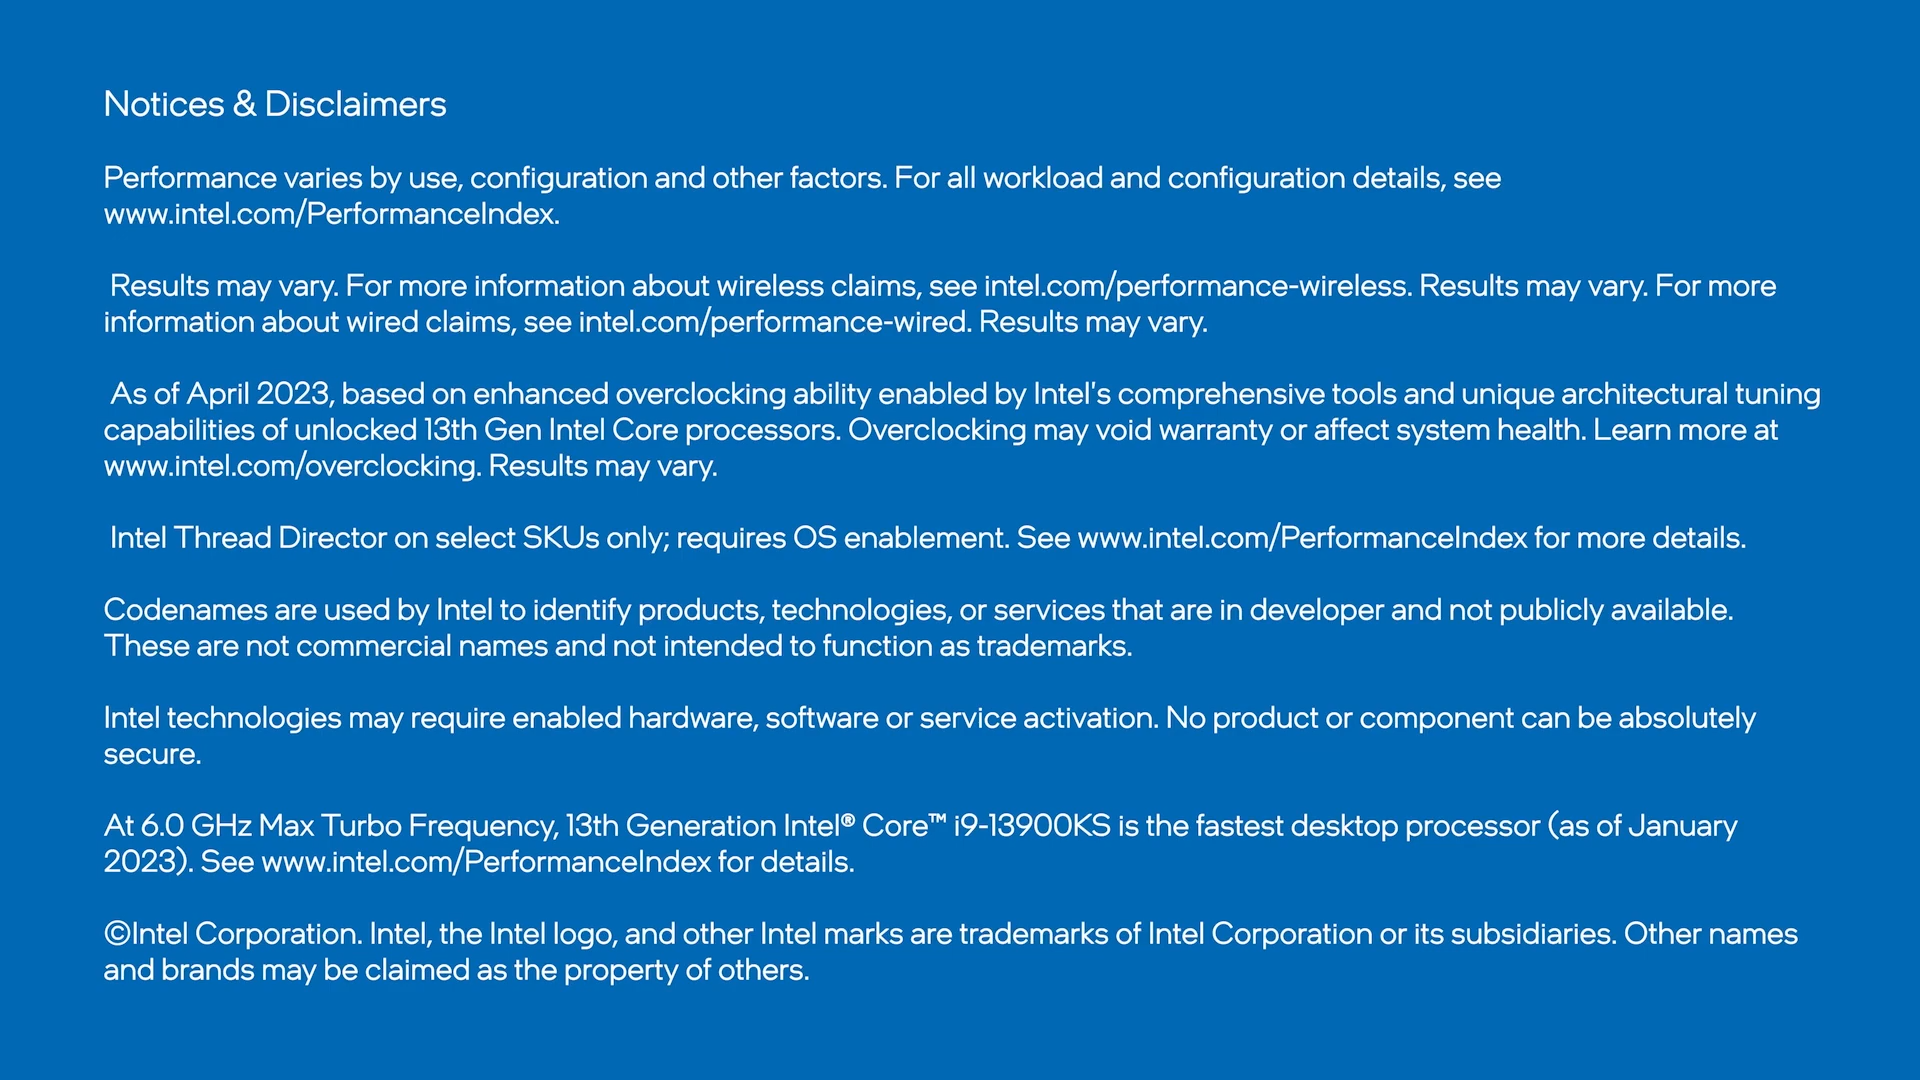 Notices & Disclaimers
Performance varies by use, configuration and other factors. For all workload and configuration details, see
www.intel.com/PerformanceIndex.
Results may vary. For more information about wireless claims, see intel.com/performance-wireless. Results may vary. For more
information about wired claims, see intel.com/performance-wired. Results may vary.
As of April 2023, based on enhanced overclocking ability enabled by Intel's comprehensive tools and unique architectural tuning
capabilities of unlocked 13th Gen Intel Core processors. Overclocking may void warranty or affect system health. Learn more at
www.intel.com/overclocking. Results may vary.
Intel Thread Director on select SKUs only; requires OS enablement. See www.intel.com/PerformanceIndex for more details.
Codenames are used by Intel to identify products, technologies, or services that are in developer and not publicly available.
These are not commercial names and not intended to function as trademarks.
Intel technologies may require enabled hardware, software or service activation. No product or component can be absolutely
secure.
At 6.0 GHz Max Turbo Frequency, 13th Generation Intel® Core™ i9-13900KS is the fastest desktop processor (as of January
2023). See www.intel.com/PerformanceIndex for details.
©Intel Corporation. Intel, the Intel logo, and other Intel marks are trademarks of Intel Corporation or its subsidiaries. Other names
and brands may be claimed as the property of others.